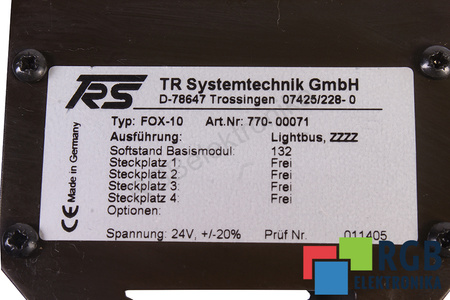 TRS TR Systemtechnik GmbH
D-78647 Trossingen 07425/228-0
Typ: FOX-10 Art.Nr: 770-00071
Ausführung: Lightbus, ZZZZ
Softstand Basismodul: 132
Steckplatz 1: Frei
Steckplatz 2: Frei
Steckplatz 3: Frei
Steckplatz 4: Frei
Optionen:
Spannung: 24V, +/-20% Prüf Nr. 011405
CE Made in Germany
RGB
ELEKTRONIKA